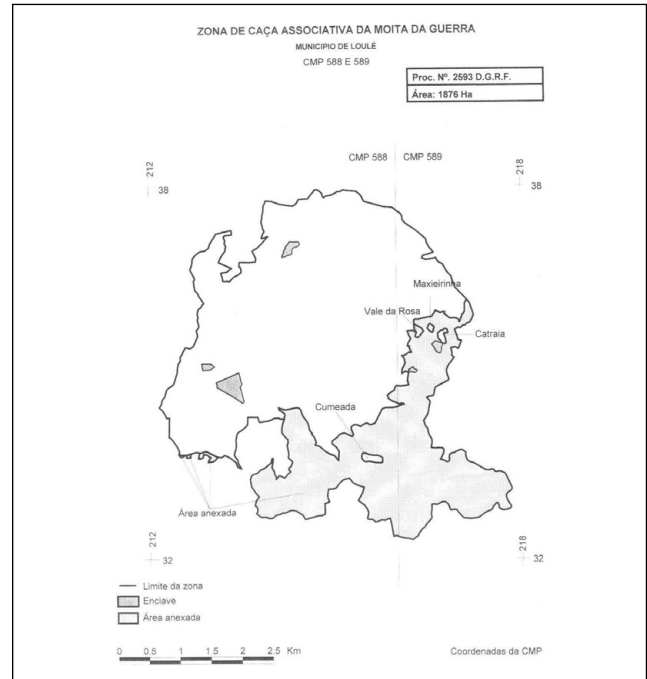 ZONA DE CAÇA ASSOCIATIVA DA MOITA DA GUERRA
MUNICIPIO DE LOULÉ
CMP 588 E 589
Proc. Nº. 2593 D.G.R.F.
Área: 1876 Ha
CMP 588 CMP 589
212
38
218
38
Maxieirinha
Vale da Rosa
Catraia
Cumeada
Área anexada
212
32
218
32
Limite da zona
Enclave
Área anexada
0 0.5 1 1.5 2 2.5 Km
Coordenadas da CMP